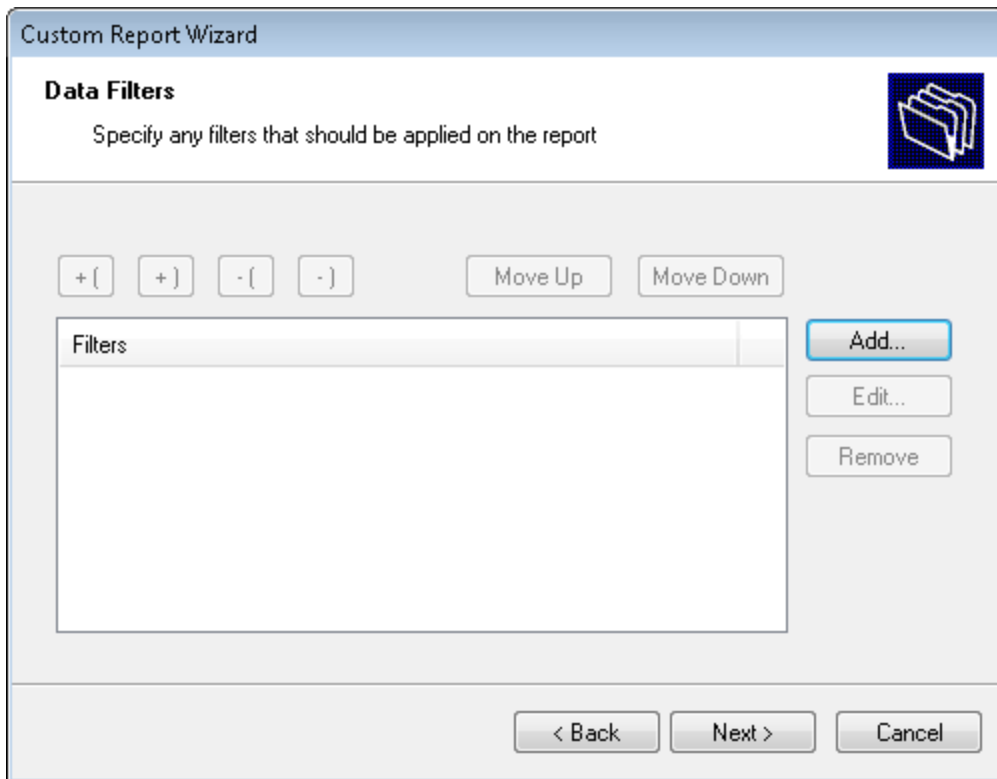 Custom Report Wizard
Data Filters
Specify any filters that should be applied on the report
+ ( + ) - ( - ) Move Up Move Down
Filters
Add...
Edit...
Remove
< Back Next > Cancel